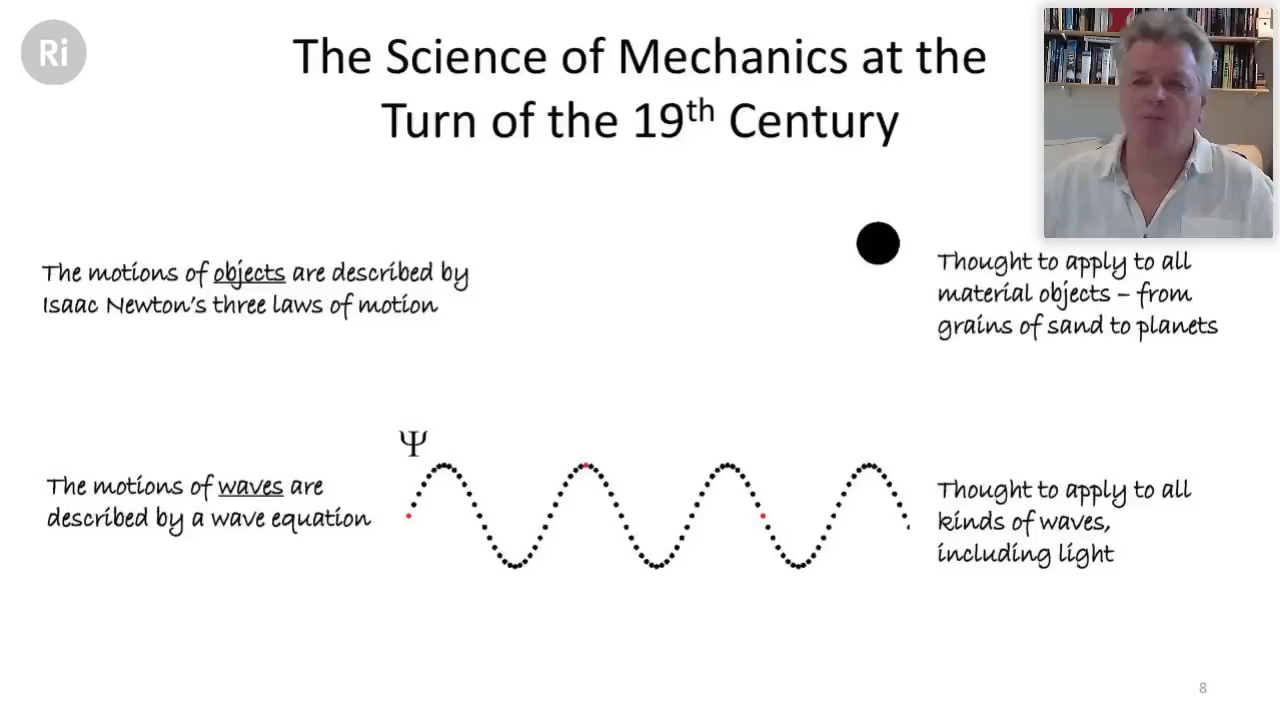 Ri
The Science of Mechanics at the
Turn of the 19th Century
The motions of objects are described by
Isaac Newton's three laws of motion
Thought to apply to all
material objects – from
grains of sand to planets
Ψ
The motions of waves are
described by a wave equation
Thought to apply to all
kinds of waves,
including light
8